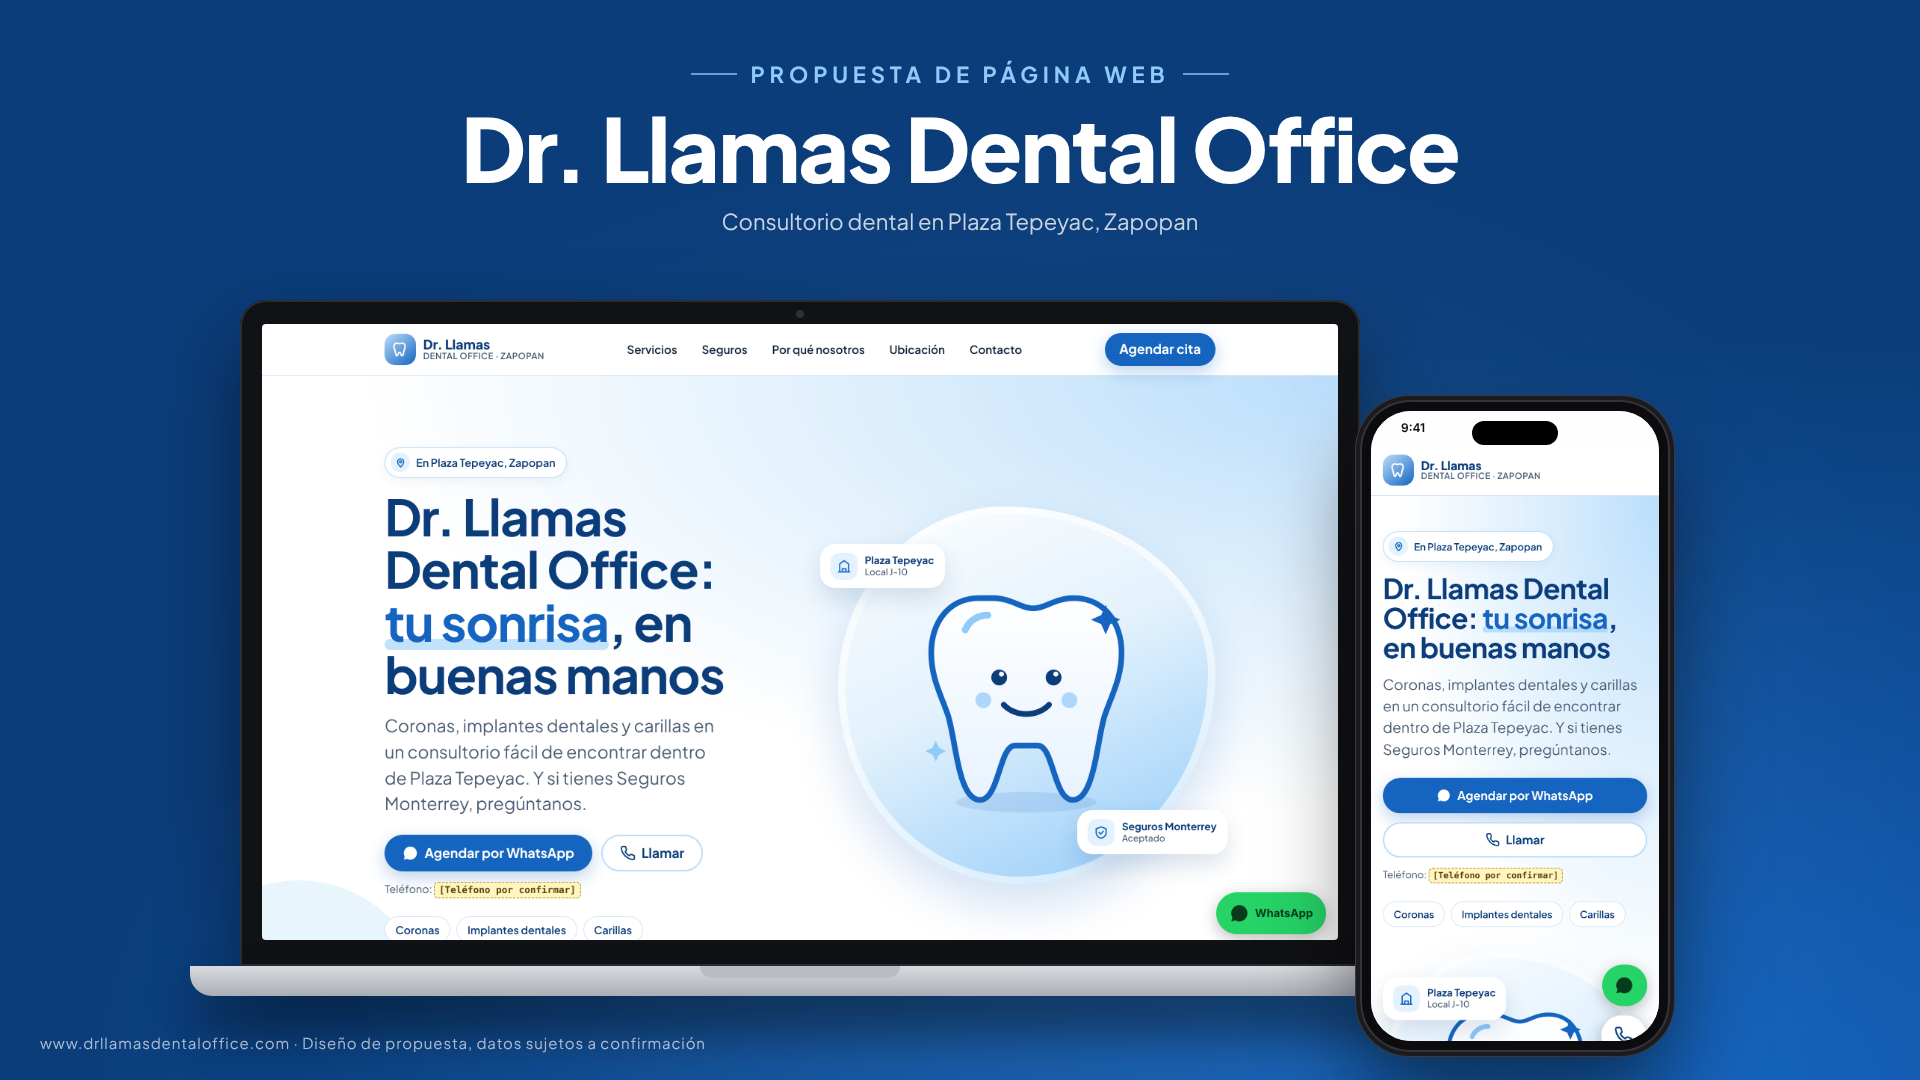 PROPUESTA DE PÁGINA WEB
Dr. Llamas Dental Office
Consultorio dental en Plaza Tepeyac, Zapopan
Dr. Llamas
DENTAL OFFICE · ZAPOPAN
Servicios
Seguros
Por qué nosotros
Ubicación
Contacto
Agendar cita
En Plaza Tepeyac, Zapopan
Dr. Llamas
Dental Office:
tu sonrisa, en
buenas manos
Coronas, implantes dentales y carillas en
un consultorio fácil de encontrar dentro
de Plaza Tepeyac. Y si tienes Seguros
Monterrey, pregúntanos.
Agendar por WhatsApp
Llamar
Teléfono: [Teléfono por confirmar]
Coronas
Implantes dentales
Carillas
Plaza Tepeyac
Local J-10
Seguros Monterrey
Aceptado
WhatsApp
9:41
Dr. Llamas
DENTAL OFFICE · ZAPOPAN
En Plaza Tepeyac, Zapopan
Dr. Llamas Dental
Office: tu sonrisa,
en buenas manos
Coronas, implantes dentales y carillas
en un consultorio fácil de encontrar
dentro de Plaza Tepeyac. Y si tienes
Seguros Monterrey, pregúntanos.
Agendar por WhatsApp
Llamar
Teléfono: [Teléfono por confirmar]
Coronas
Implantes dentales
Carillas
Plaza Tepeyac
Local J-10
www.drllamasdentaloffice.com · Diseño de propuesta, datos sujetos a confirmación